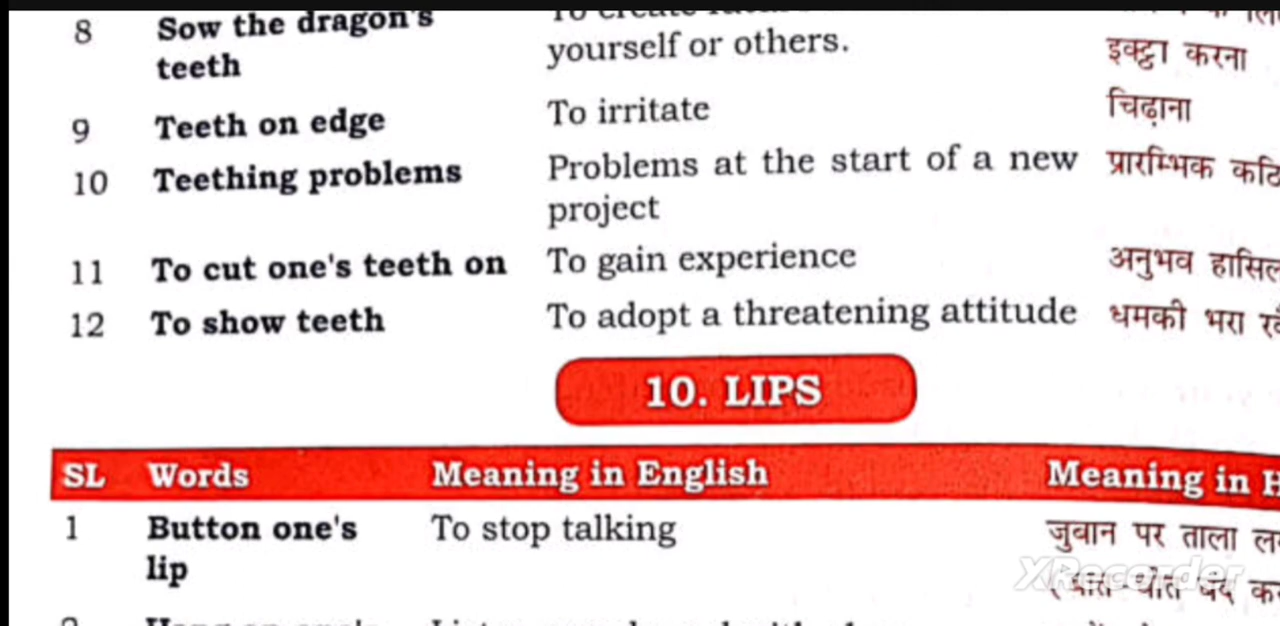 8 Sow the dragon's To create
teeth yourself or others. इक्ट्ठा करना
9 Teeth on edge To irritate चिढ़ाना
10 Teething problems Problems at the start of a new प्रारम्भिक
project
11 To cut one's teeth on To gain experience अनुभव हासिल
12 To show teeth To adopt a threatening attitude धमकी भरा
10. LIPS
SL Words Meaning in English Meaning in H
1 Button one's To stop talking जुबान पर ताला
lip
XRecorder